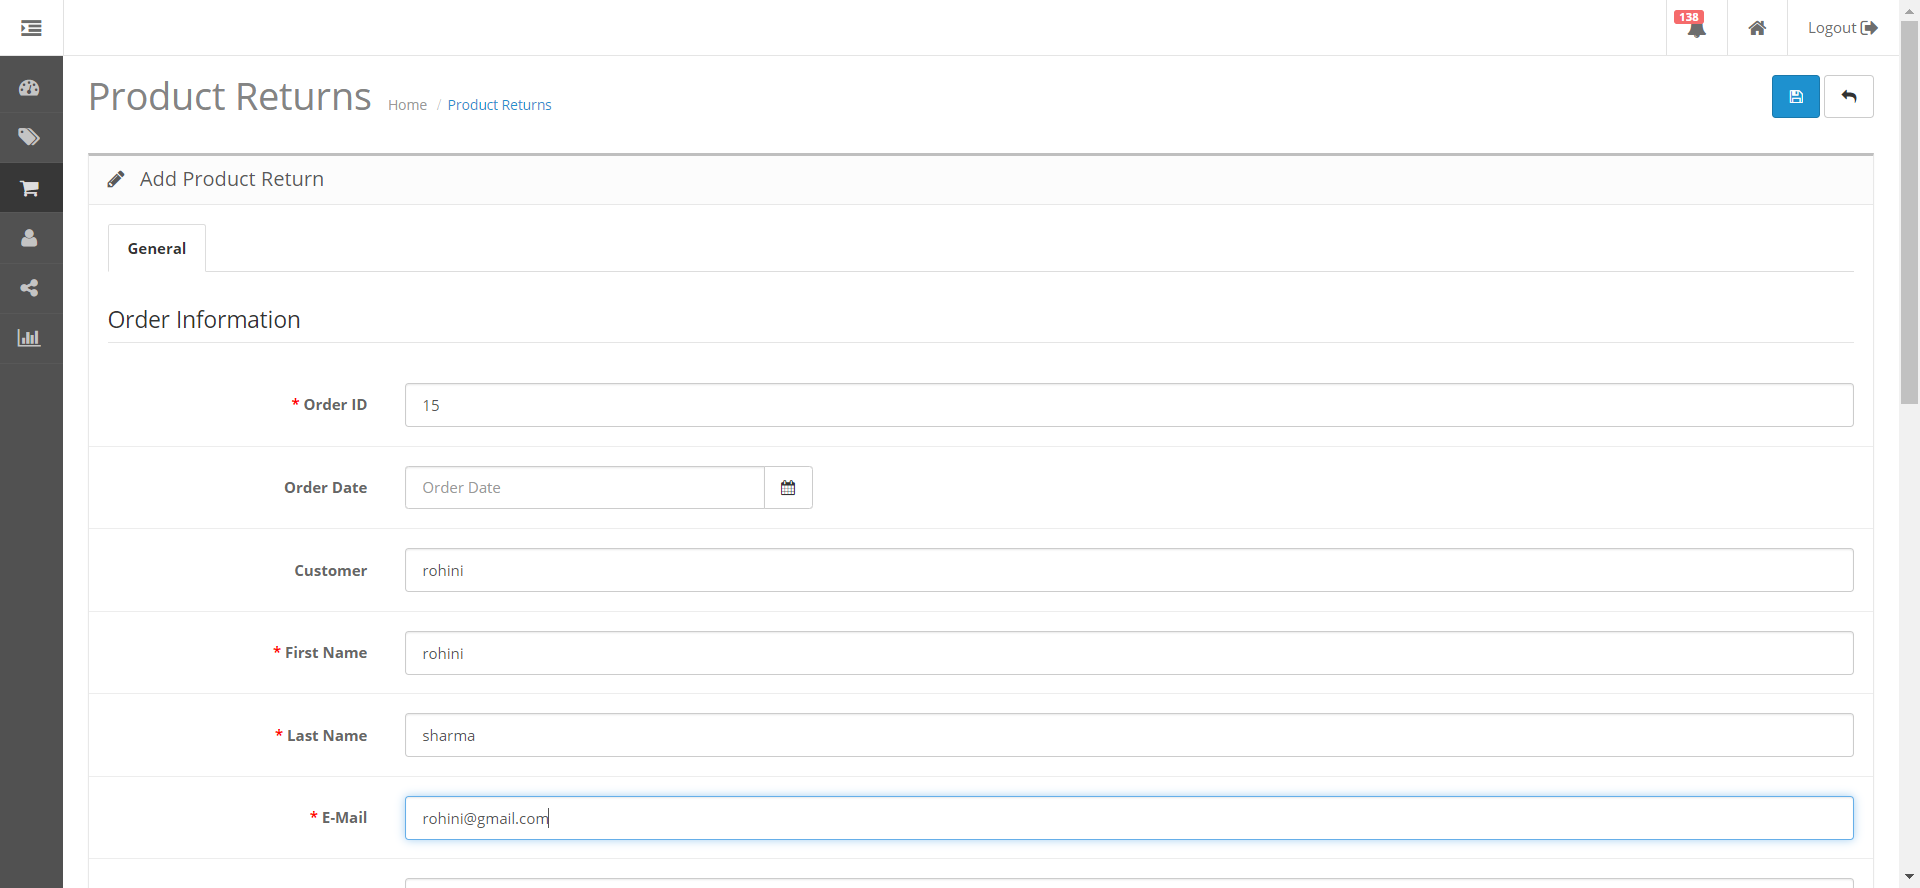 138
Logout
Product Returns Home / Product Returns
Add Product Return
General
Order Information
* Order ID 15
Order Date Order Date
Customer rohini
* First Name rohini
* Last Name sharma
* E-Mail rohini@gmail.com